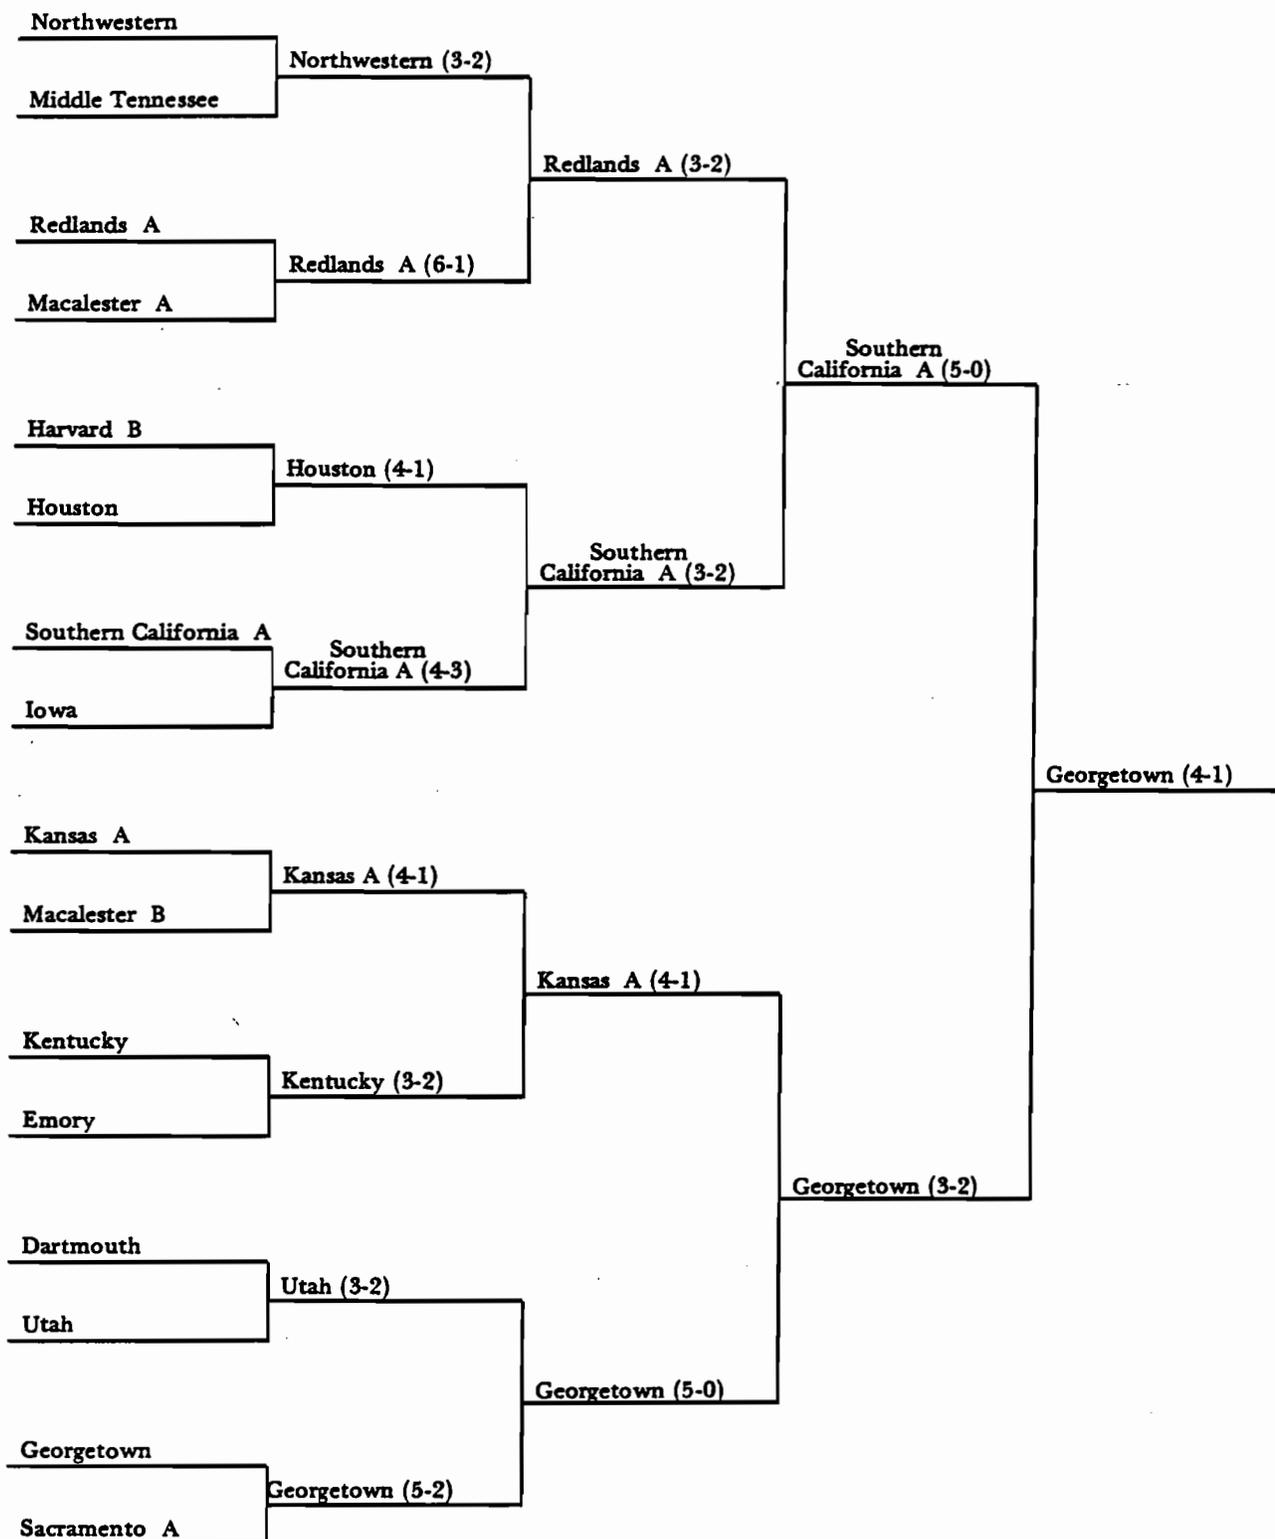 Northwestern
Northwestern (3-2)
Middle Tennessee
Redlands A (3-2)
Redlands A
Redlands A (6-1)
Macalester A
Southern
California A (5-0)
Harvard B
Houston (4-1)
Houston
Southern
California A (3-2)
Southern California A
Southern
California A (4-3)
Iowa
Georgetown (4-1)
Kansas A
Kansas A (4-1)
Macalester B
Kansas A (4-1)
Kentucky
Kentucky (3-2)
Emory
Georgetown (3-2)
Dartmouth
Utah (3-2)
Utah
Georgetown (5-0)
Georgetown
Georgetown (5-2)
Sacramento A